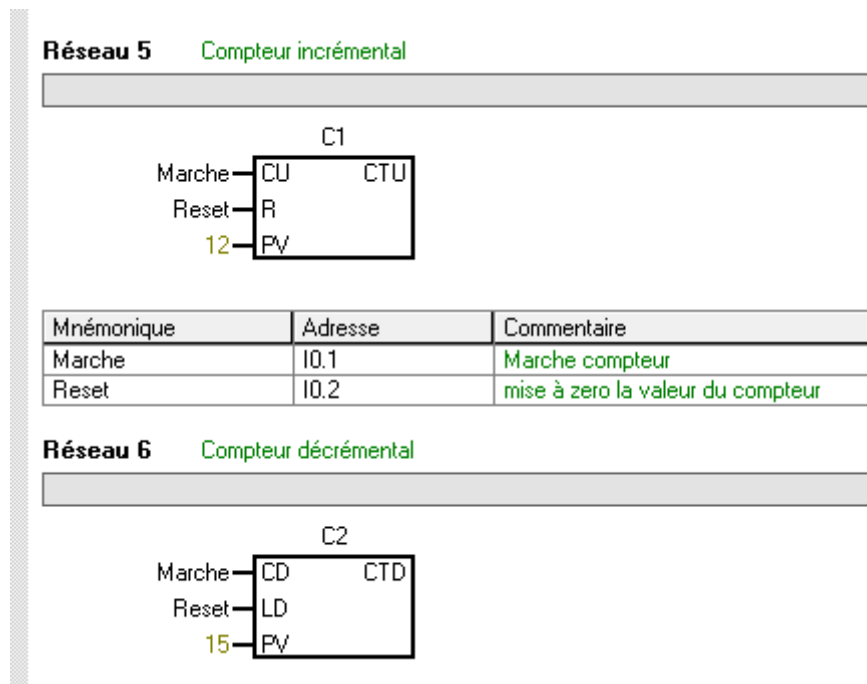 Réseau 5 Compteur incrémental
C1
Marche CU CTU
Reset R
12 PV
Mnémonique Adresse Commentaire
Marche I0.1 Marche compteur
Reset I0.2 mise à zero la valeur du compteur
Réseau 6 Compteur décrémental
C2
Marche CD CTD
Reset LD
15 PV